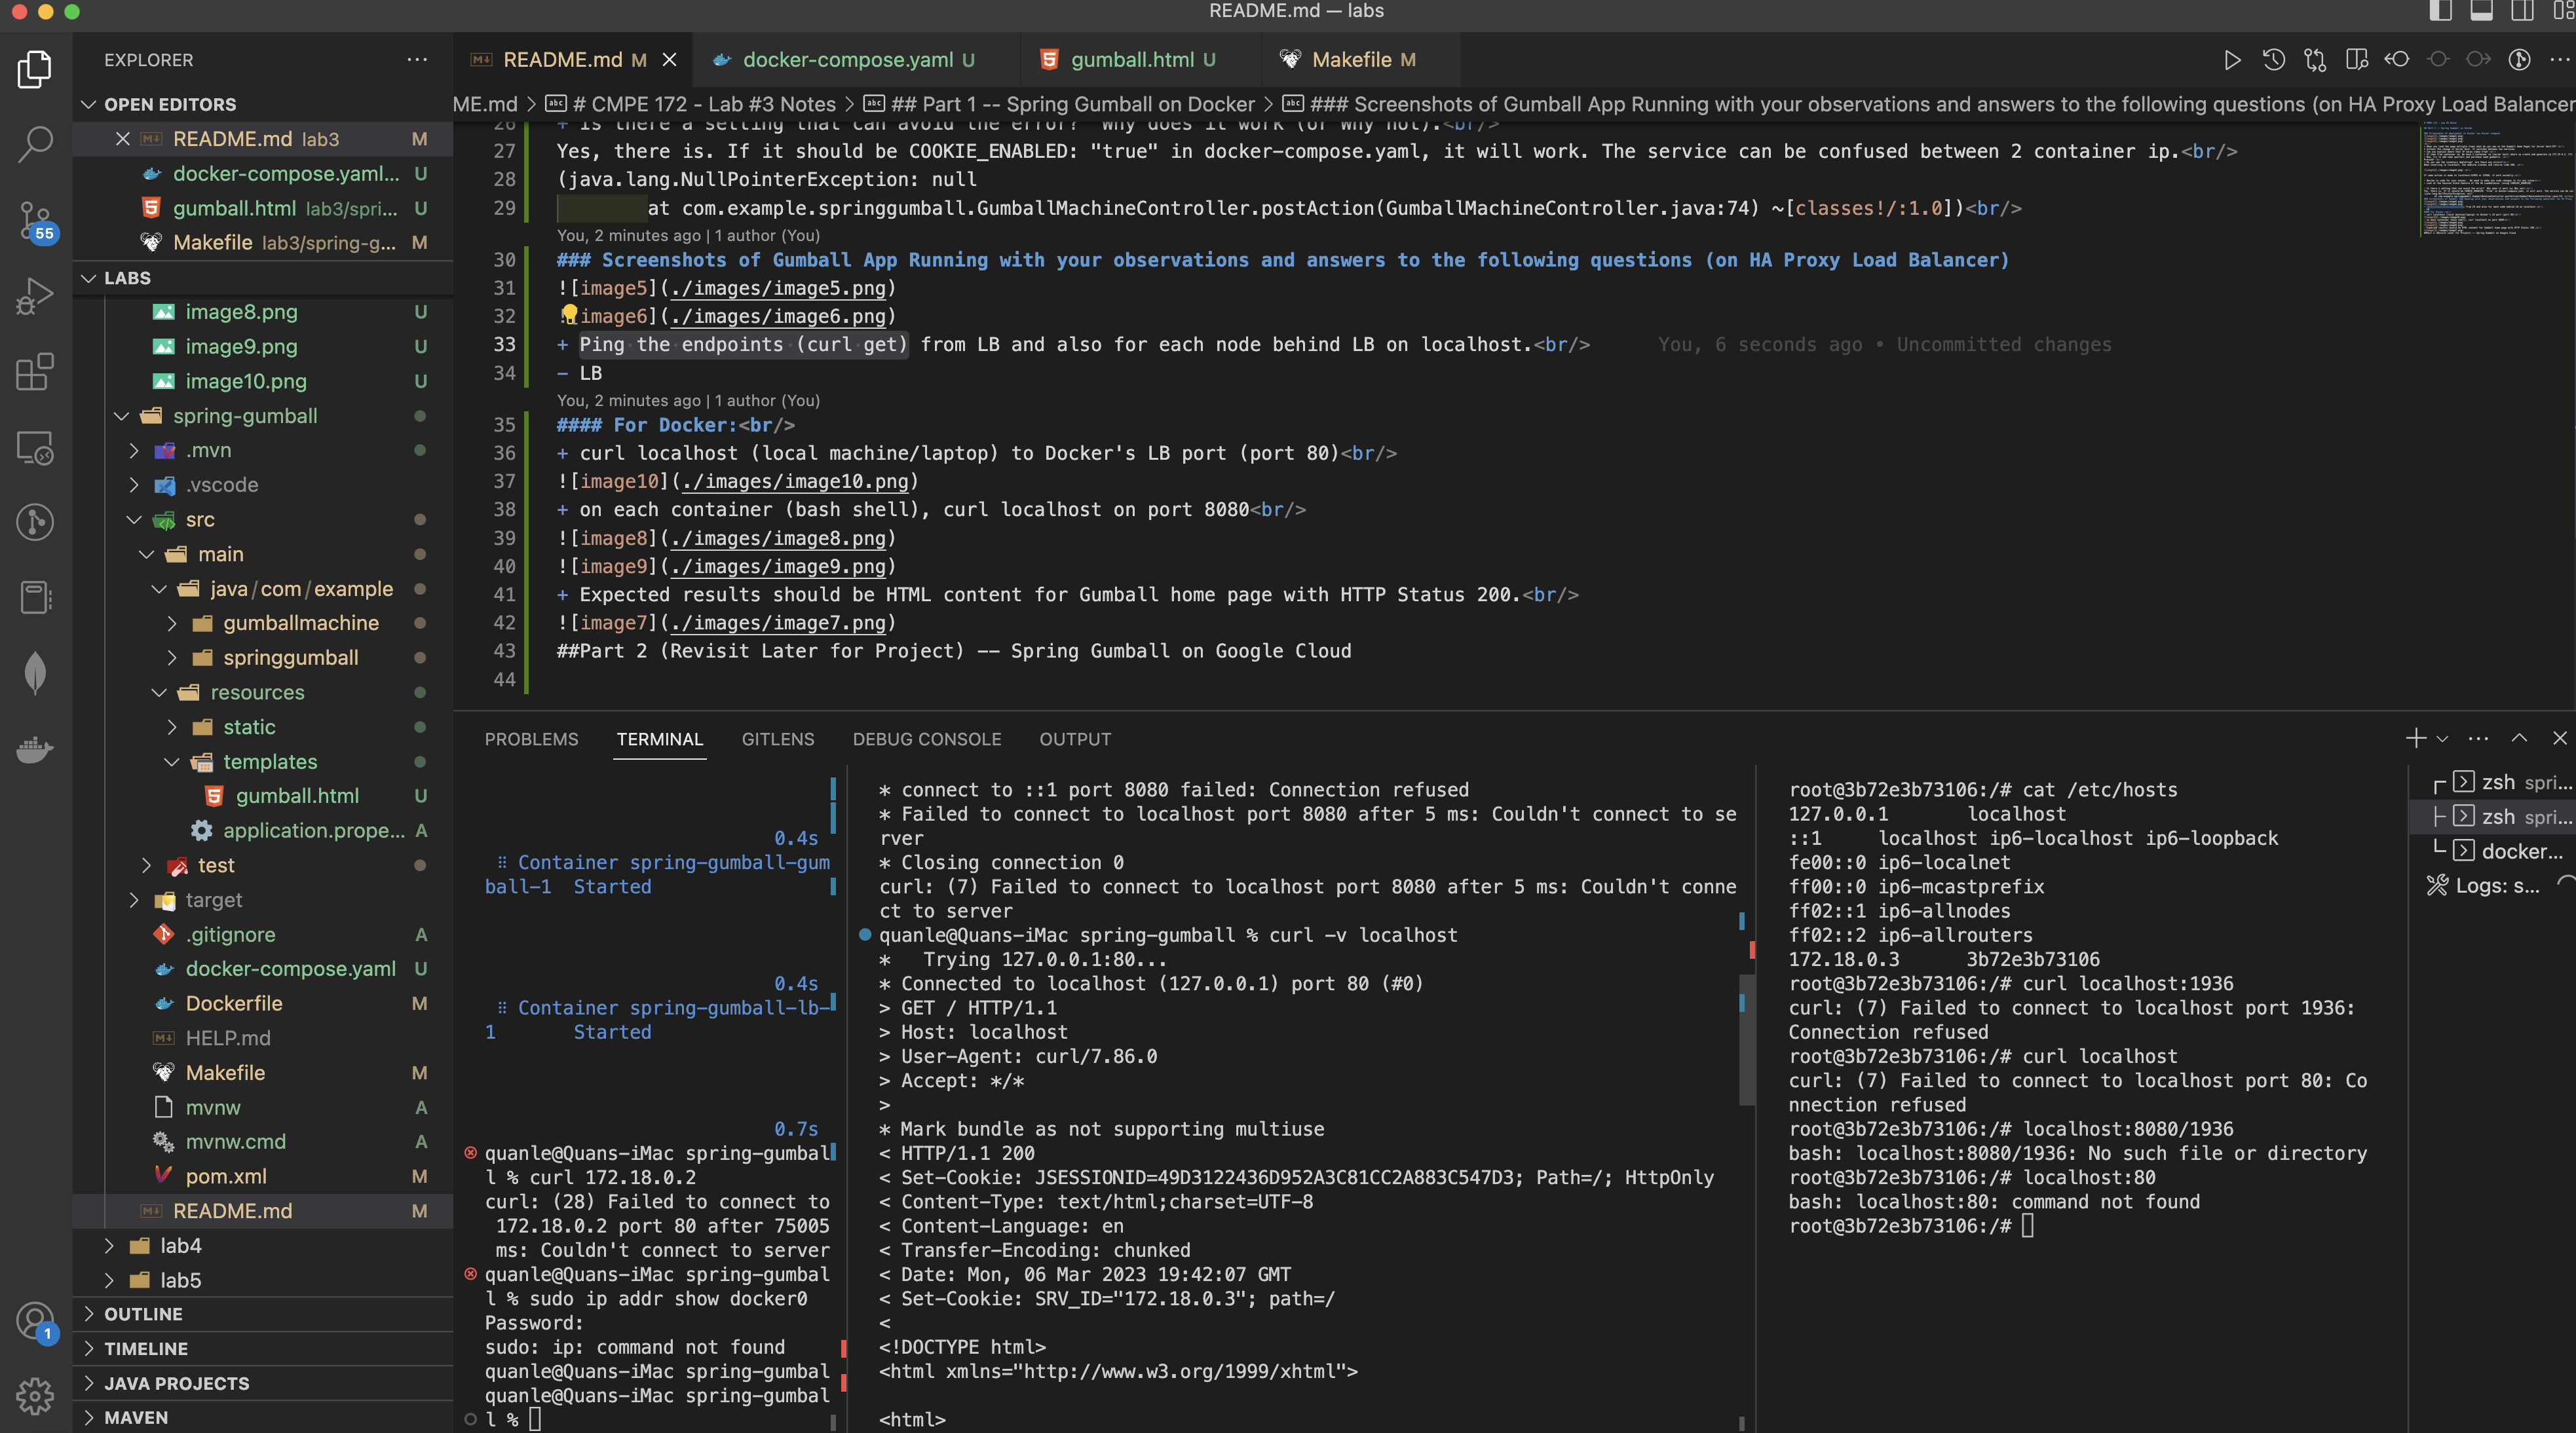 README.md — labs
EXPLORER
README.md M
docker-compose.yaml U
gumball.html U
Makefile M
OPEN EDITORS
README.md lab3 M
docker-compose.yaml... U
gumball.html lab3/spri... U
Makefile lab3/spring-g... M
LABS
image8.png U
image9.png U
image10.png U
spring-gumball
.mvn
.vscode
src
main
java/com/example
gumballmachine
springgumball
resources
static
templates
gumball.html U
application.prope... A
test
target
.gitignore A
docker-compose.yaml U
Dockerfile M
HELP.md
Makefile M
mvnw A
mvnw.cmd A
pom.xml M
README.md M
lab4
lab5
OUTLINE
TIMELINE
JAVA PROJECTS
MAVEN
55
1
ME.md > # CMPE 172 - Lab #3 Notes > ## Part 1 -- Spring Gumball on Docker > ### Screenshots of Gumball App Running with your observations and answers to the following questions (on HA Proxy Load Balancer
26 + Is there a setting that can avoid the error? Why does it work (or why not).<br/>
27 Yes, there is. If it should be COOKIE_ENABLED: "true" in docker-compose.yaml, it will work. The service can be confused between 2 container ip.<br/>
28 (java.lang.NullPointerException: null
29 at com.example.springgumball.GumballMachineController.postAction(GumballMachineController.java:74) ~[classes!/:1.0])<br/>
You, 2 minutes ago | 1 author (You)
30 ### Screenshots of Gumball App Running with your observations and answers to the following questions (on HA Proxy Load Balancer)
31 ![image5](./images/image5.png)
32 image6](./images/image6.png)
33 + Ping the endpoints (curl get) from LB and also for each node behind LB on localhost.<br/> You, 6 seconds ago • Uncommitted changes
34 - LB
You, 2 minutes ago | 1 author (You)
35 #### For Docker:<br/>
36 + curl localhost (local machine/laptop) to Docker's LB port (port 80)<br/>
37 ![image10](./images/image10.png)
38 + on each container (bash shell), curl localhost on port 8080<br/>
39 ![image8](./images/image8.png)
40 ![image9](./images/image9.png)
41 + Expected results should be HTML content for Gumball home page with HTTP Status 200.<br/>
42 ![image7](./images/image7.png)
43 ##Part 2 (Revisit Later for Project) -- Spring Gumball on Google Cloud
44
PROBLEMS TERMINAL GITLENS DEBUG CONSOLE OUTPUT
0.4s
⠿ Container spring-gumball-gum
ball-1 Started
0.4s
⠿ Container spring-gumball-lb-
1 Started
0.7s
quanle@Quans-iMac spring-gumbal
l % curl 172.18.0.2
curl: (28) Failed to connect to
172.18.0.2 port 80 after 75005
ms: Couldn't connect to server
quanle@Quans-iMac spring-gumbal
l % sudo ip addr show docker0
Password:
sudo: ip: command not found
quanle@Quans-iMac spring-gumbal
quanle@Quans-iMac spring-gumbal
l %
* connect to ::1 port 8080 failed: Connection refused
* Failed to connect to localhost port 8080 after 5 ms: Couldn't connect to se
rver
* Closing connection 0
curl: (7) Failed to connect to localhost port 8080 after 5 ms: Couldn't conne
ct to server
quanle@Quans-iMac spring-gumball % curl -v localhost
* Trying 127.0.0.1:80...
* Connected to localhost (127.0.0.1) port 80 (#0)
> GET / HTTP/1.1
> Host: localhost
> User-Agent: curl/7.86.0
> Accept: */*
>
* Mark bundle as not supporting multiuse
< HTTP/1.1 200
< Set-Cookie: JSESSIONID=49D3122436D952A3C81CC2A883C547D3; Path=/; HttpOnly
< Content-Type: text/html;charset=UTF-8
< Content-Language: en
< Transfer-Encoding: chunked
< Date: Mon, 06 Mar 2023 19:42:07 GMT
< Set-Cookie: SRV_ID="172.18.0.3"; path=/
<
<!DOCTYPE html>
<html xmlns="http://www.w3.org/1999/xhtml">
<html>
root@3b72e3b73106:/# cat /etc/hosts
127.0.0.1 localhost
::1 localhost ip6-localhost ip6-loopback
fe00::0 ip6-localnet
ff00::0 ip6-mcastprefix
ff02::1 ip6-allnodes
ff02::2 ip6-allrouters
172.18.0.3 3b72e3b73106
root@3b72e3b73106:/# curl localhost:1936
curl: (7) Failed to connect to localhost port 1936:
Connection refused
root@3b72e3b73106:/# curl localhost
curl: (7) Failed to connect to localhost port 80: Co
nnection refused
root@3b72e3b73106:/# localhost:8080/1936
bash: localhost:8080/1936: No such file or directory
root@3b72e3b73106:/# localhost:80
bash: localhost:80: command not found
root@3b72e3b73106:/#
zsh spri...
zsh spri...
docker...
Logs: s...